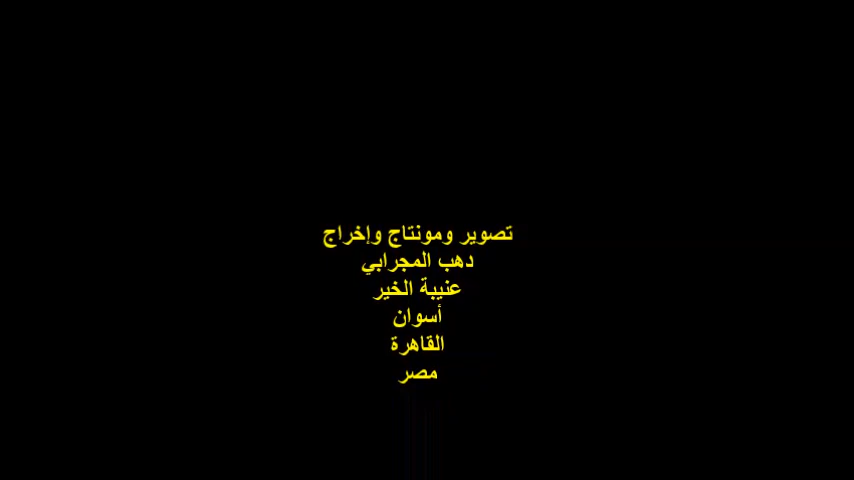 تصوير ومونتاج وإخراج
دهب المجرابي
عنيبة الخير
أسوان
القاهرة
مصر